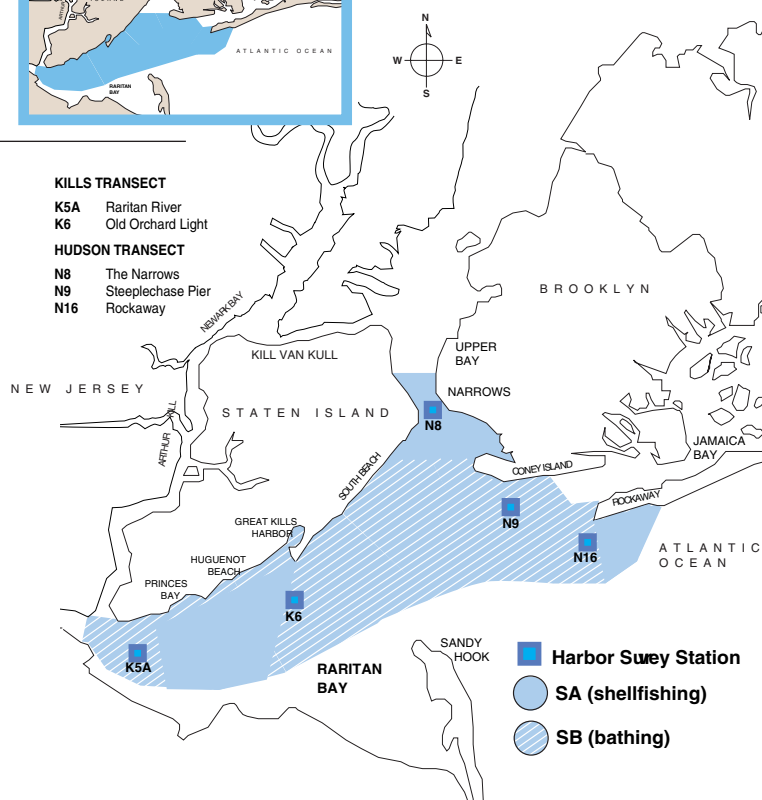 ATLANTIC OCEAN
RARITAN
BAY
N
W
E
S
KILLS TRANSECT
K5A Raritan River
K6 Old Orchard Light
HUDSON TRANSECT
N8 The Narrows
N9 Steeplechase Pier
N16 Rockaway
NEWARK BAY
BROOKLYN
KILL VAN KULL
UPPER
BAY
NEW JERSEY
NARROWS
STATEN ISLAND
N8
ARTHUR KILL
JAMAICA
BAY
SOUTH BEACH
CONEY ISLAND
ROCKAWAY
N9
GREAT KILLS
HARBOR
N16
ATLANTIC
OCEAN
HUGUENOT
BEACH
PRINCES
BAY
K6
K5A
RARITAN
BAY
SANDY
HOOK
Harbor Survey Station
SA (shellfishing)
SB (bathing)